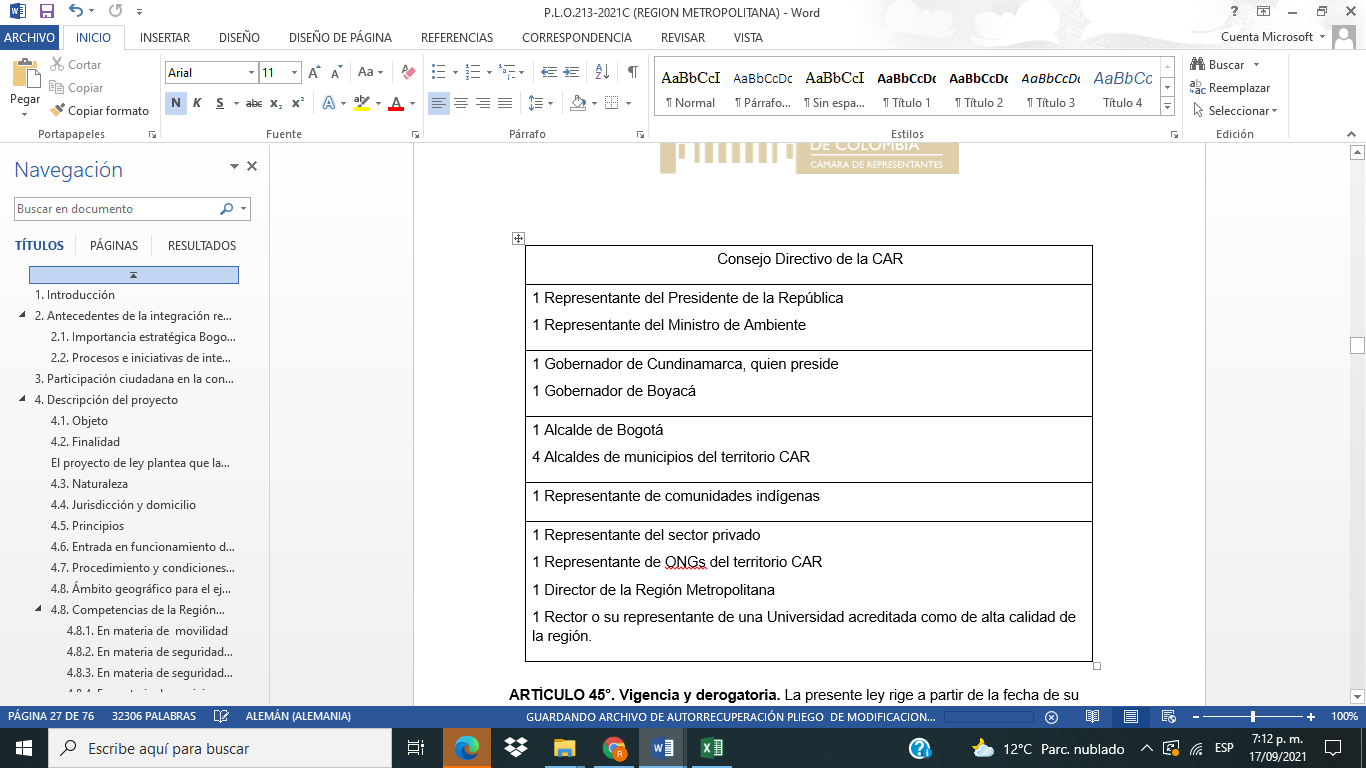 P.L.O.213-2021C (REGION METROPOLITANA) - Word
ARCHIVO INICIO INSERTAR DISEÑO DISEÑO DE PÁGINA REFERENCIAS CORRESPONDENCIA REVISAR VISTA Cuenta Microsoft
Pegar
Cortar
Copiar
Copiar formato
Portapapeles
Arial 11
N K S abc x₂ x²
Fuente
Párrafo
AaBbCcI AaBbCcDc AaBbCcI AaBbCcDc AaBbCcDc AaBbCcDc AaBbCc
¶ Normal ¶ Párrafo... ¶ Sin espa... ¶ Título 1 ¶ Título 2 ¶ Título 3 Título 4
Estilos
Buscar
Reemplazar
Seleccionar
Edición
Navegación
Buscar en documento
TÍTULOS PÁGINAS RESULTADOS
1. Introducción
2. Antecedentes de la integración re...
2.1. Importancia estratégica Bogo...
2.2. Procesos e iniciativas de inte...
3. Participación ciudadana en la con...
4. Descripción del proyecto
4.1. Objeto
4.2. Finalidad
El proyecto de ley plantea que la...
4.3. Naturaleza
4.4. Jurisdicción y domicilio
4.5. Principios
4.6. Entrada en funcionamiento d...
4.7. Procedimiento y condiciones...
4.8. Ámbito geográfico para el ej...
4.8. Competencias de la Región...
4.8.1. En materia de  movilidad
4.8.2. En materia de seguridad...
4.8.3. En materia de seguridad...
DE COLOMBIA
CÁMARA DE REPRESENTANTES
Consejo Directivo de la CAR
1 Representante del Presidente de la República
1 Representante del Ministro de Ambiente
1 Gobernador de Cundinamarca, quien preside
1 Gobernador de Boyacá
1 Alcalde de Bogotá
4 Alcaldes de municipios del territorio CAR
1 Representante de comunidades indígenas
1 Representante del sector privado
1 Representante de ONGs del territorio CAR
1 Director de la Región Metropolitana
1 Rector o su representante de una Universidad acreditada como de alta calidad de
la región.
ARTÌCULO 45°. Vigencia y derogatoria. La presente ley rige a partir de la fecha de su
PÁGINA 27 DE 76 32306 PALABRAS ALEMÁN (ALEMANIA) GUARDANDO ARCHIVO DE AUTORRECUPERACIÓN PLIEGO  DE MODIFICACION... 100%
Escribe aquí para buscar
12°C Parc. nublado ESP
7:12 p. m.
17/09/2021